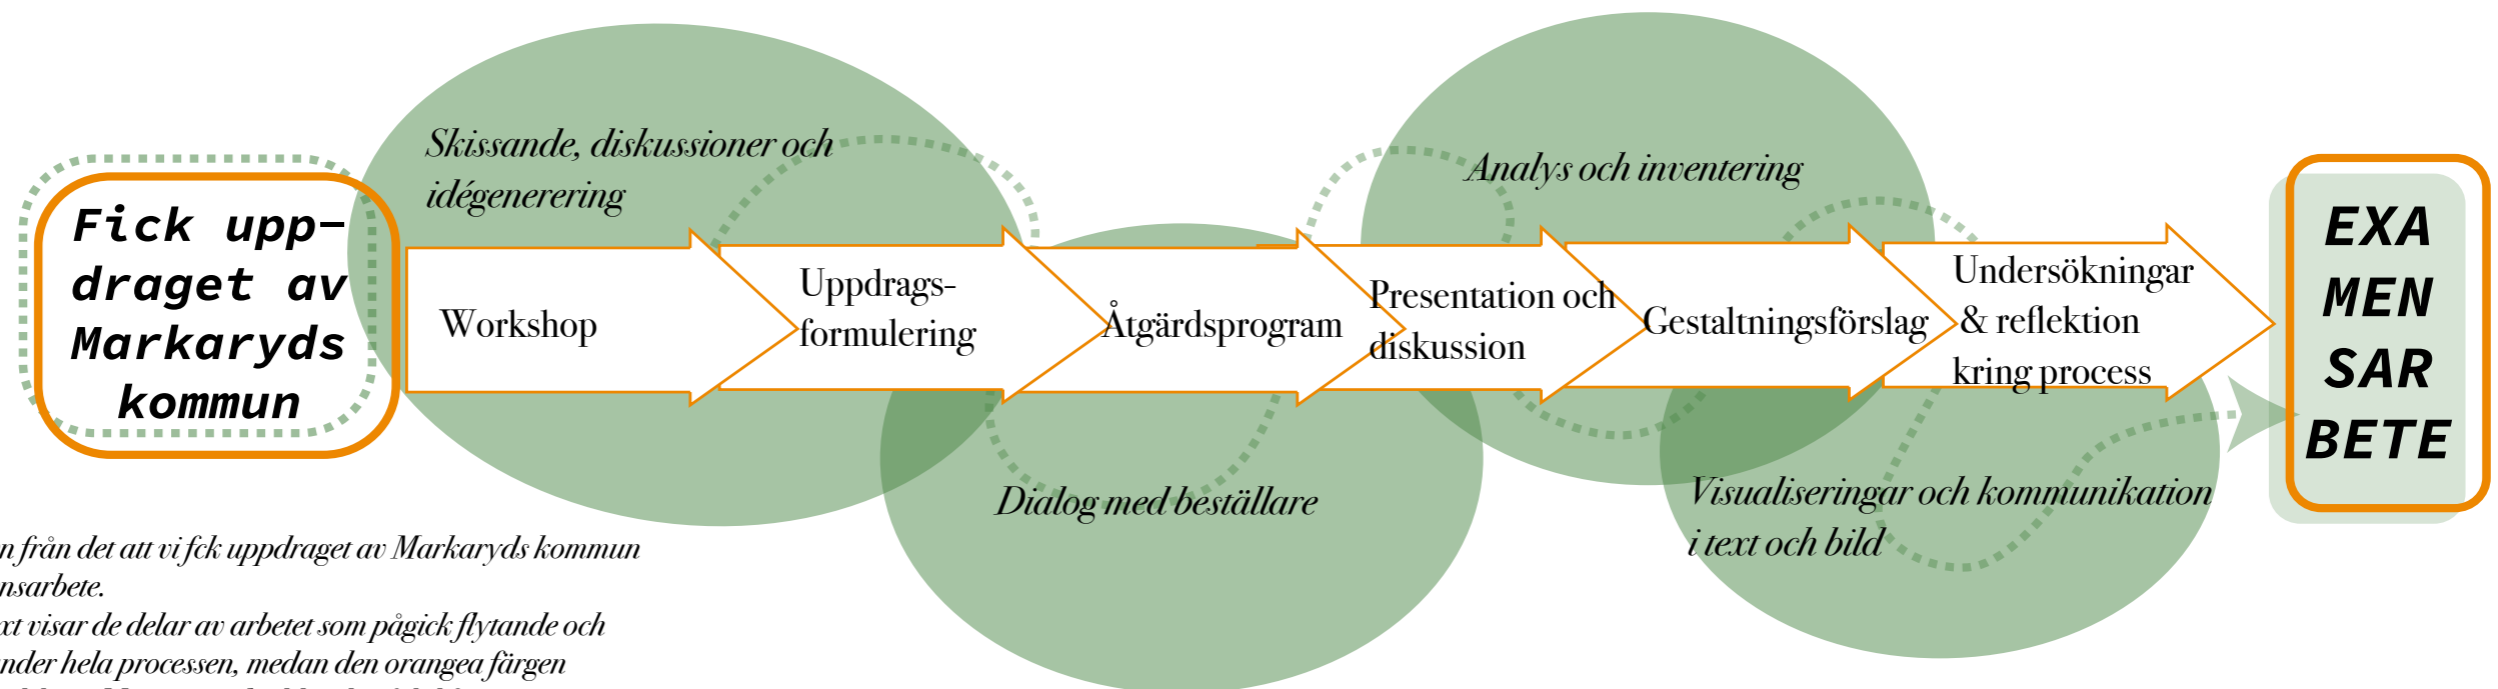 Fick upp-
draget av
Markaryds
kommun
Skissande, diskussioner och
idégenerering
Workshop
Uppdrags-
formulering
Åtgärdsprogram
Dialog med beställare
Presentation och
diskussion
Analys och inventering
Gestaltningsförslag
Undersökningar
& reflektion
kring process
Visualiseringar och kommunikation
i text och bild
EXA
MEN
SAR
BETE
n från det att vi fck uppdraget av Markaryds kommun
nsarbete.
xt visar de delar av arbetet som pågick flytande och
nder hela processen, medan den orangea färgen